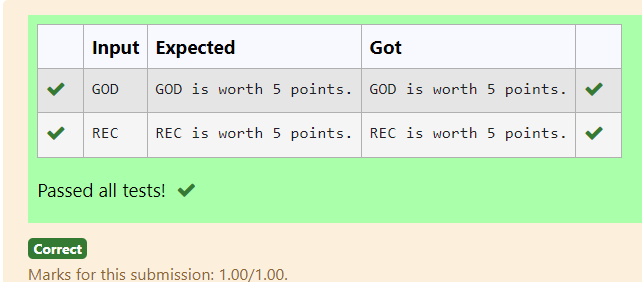 Input Expected Got
GOD GOD is worth 5 points. GOD is worth 5 points.
REC REC is worth 5 points. REC is worth 5 points.
Passed all tests!
Correct
Marks for this submission: 1.00/1.00.